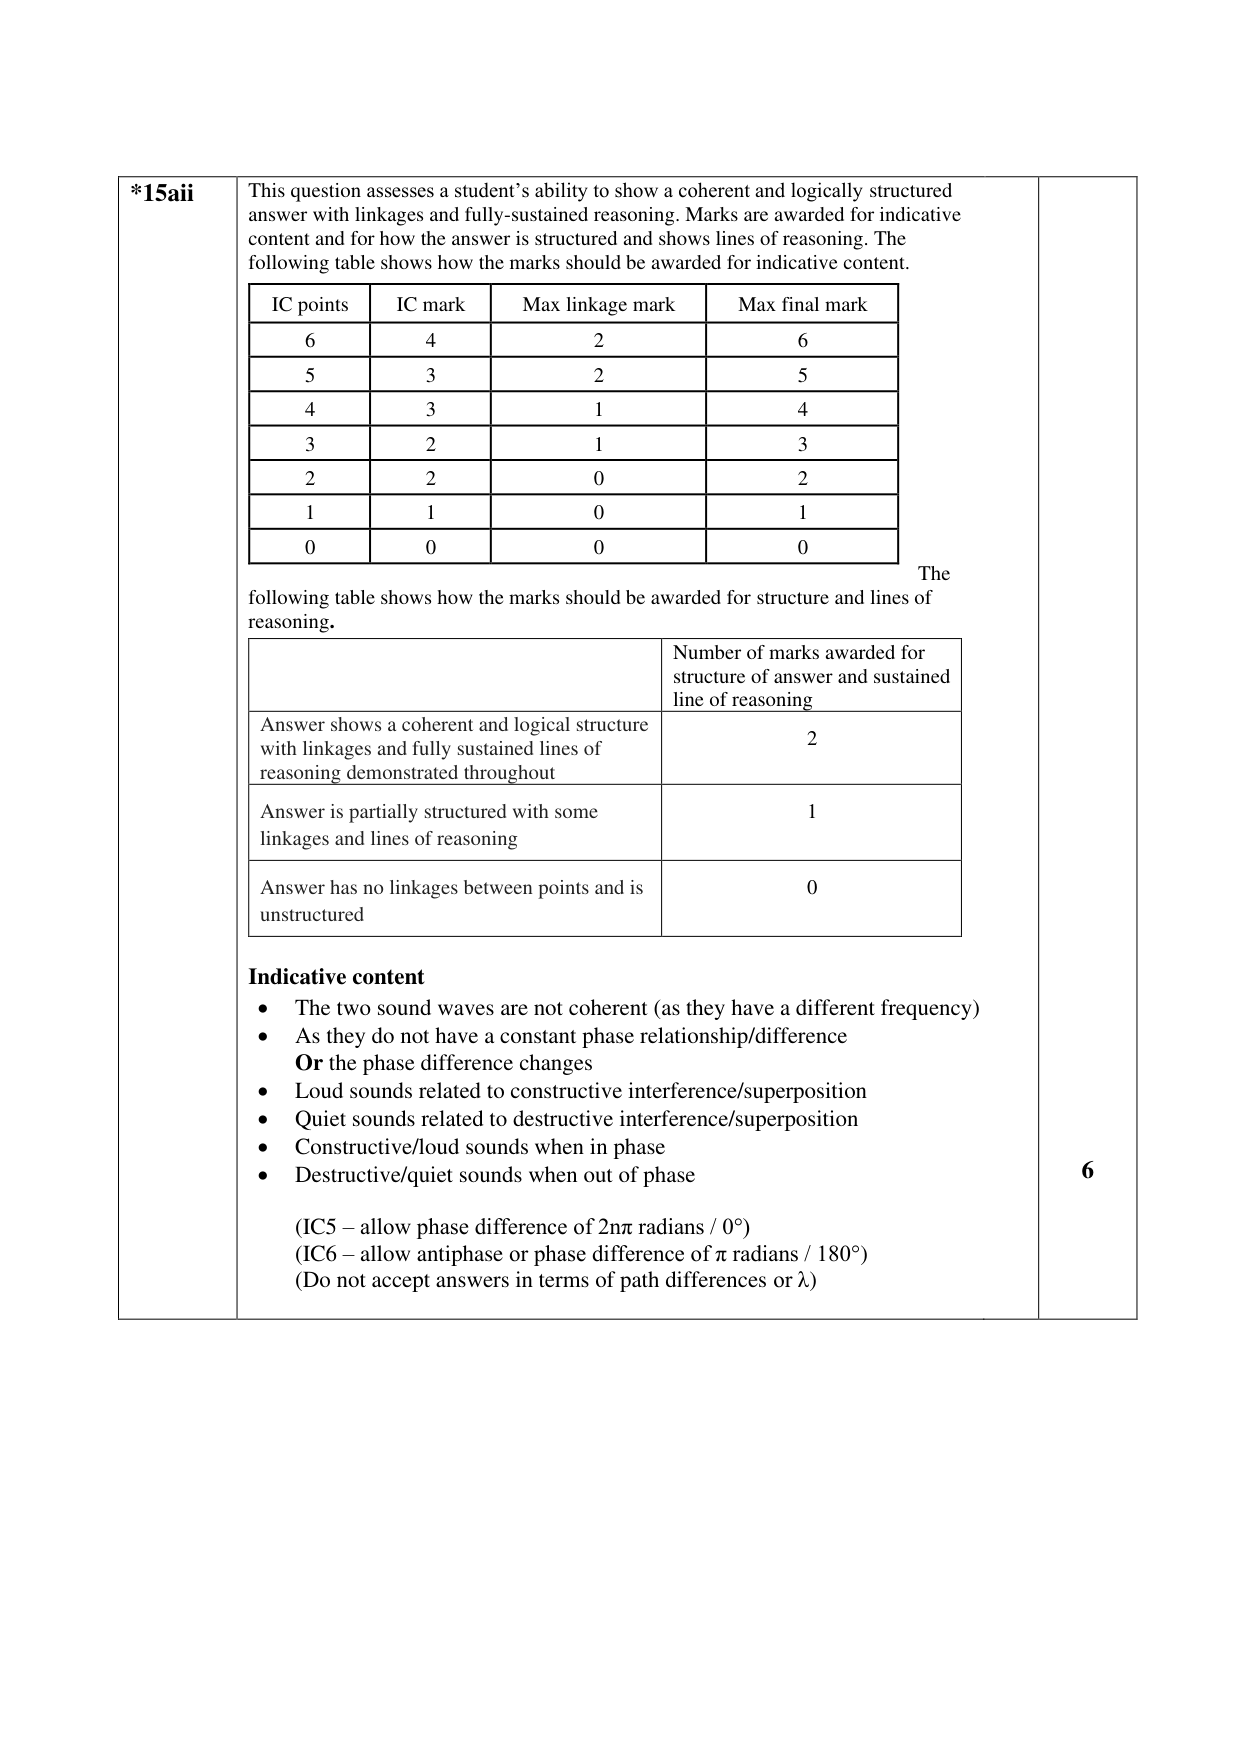 *15aii
This question assesses a student’s ability to show a coherent and logically structured
answer with linkages and fully-sustained reasoning. Marks are awarded for indicative
content and for how the answer is structured and shows lines of reasoning. The
following table shows how the marks should be awarded for indicative content.
IC points IC mark Max linkage mark Max final mark
6 4 2 6
5 3 2 5
4 3 1 4
3 2 1 3
2 2 0 2
1 1 0 1
0 0 0 0
The
following table shows how the marks should be awarded for structure and lines of
reasoning.
Number of marks awarded for
structure of answer and sustained
line of reasoning
Answer shows a coherent and logical structure
with linkages and fully sustained lines of
reasoning demonstrated throughout
2
Answer is partially structured with some
linkages and lines of reasoning
1
Answer has no linkages between points and is
unstructured
0
Indicative content
• The two sound waves are not coherent (as they have a different frequency)
• As they do not have a constant phase relationship/difference
Or the phase difference changes
• Loud sounds related to constructive interference/superposition
• Quiet sounds related to destructive interference/superposition
• Constructive/loud sounds when in phase
• Destructive/quiet sounds when out of phase
6
(IC5 – allow phase difference of 2nπ radians / 0°)
(IC6 – allow antiphase or phase difference of π radians / 180°)
(Do not accept answers in terms of path differences or λ)